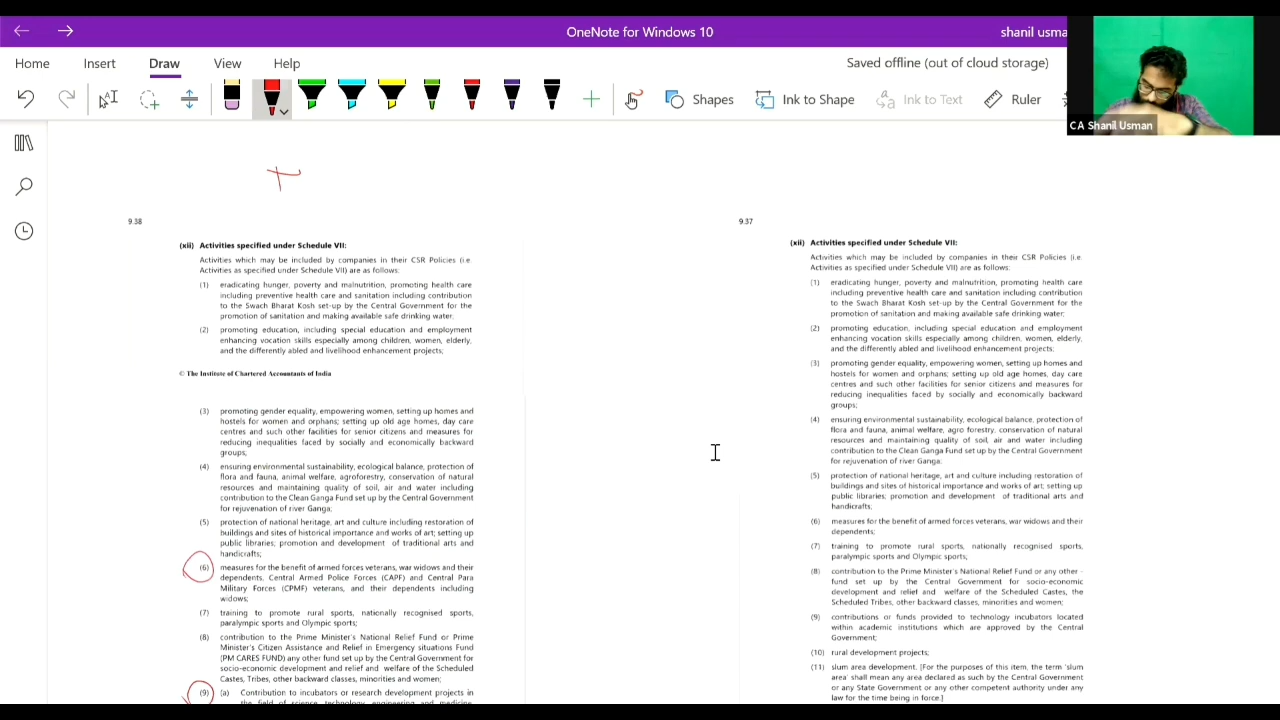 OneNote for Windows 10
shanil usma
Home Insert Draw View Help
Saved offline (out of cloud storage)
Shapes Ink to Shape Ink to Text Ruler
CA Shanil Usman
9.38
(xii) Activities specified under Schedule VII:
Activities which may be included by companies in their CSR Policies (i.e.
Activities as specified under Schedule VII) are as follows:
(1) eradicating hunger, poverty and malnutrition, promoting health care
including preventive health care and sanitation including contribution
to the Swach Bharat Kosh set-up by the Central Government for the
promotion of sanitation and making available safe drinking water.
(2) promoting education, including special education and employment
enhancing vocation skills especially among children, women, elderly,
and the differently abled and livelihood enhancement projects;
© The Institute of Chartered Accountants of India
(3) promoting gender equality, empowering women, setting up homes and
hostels for women and orphans; setting up old age homes, day care
centres and such other facilities for senior citizens and measures for
reducing inequalities faced by socially and economically backward
groups;
(4) ensuring environmental sustainability, ecological balance, protection of
flora and fauna, animal welfare, agroforestry, conservation of natural
resources and maintaining quality of soil, air and water including
contribution to the Clean Ganga Fund set up by the Central Government
for rejuvenation of river Ganga;
(5) protection of national heritage, art and culture including restoration of
buildings and sites of historical importance and works of art; setting up
public libraries; promotion and development of traditional arts and
handicrafts;
(6) measures for the benefit of armed forces veterans, war widows and their
dependents, Central Armed Police Forces (CAPF) and Central Para
Military Forces (CPMF) veterans, and their dependents including
widows;
(7) training to promote rural sports, nationally recognised sports,
paralympic sports and Olympic sports;
(8) contribution to the Prime Minister's National Relief Fund or Prime
Minister's Citizen Assistance and Relief in Emergency situations Fund
(PM CARES FUND) any other fund set up by the Central Government for
socio-economic development and relief and welfare of the Scheduled
Castes, Tribes, other backward classes, minorities and women;
(9) (a) Contribution to incubators or research development projects in
the field of science, technology, engineering and medicine,
9.37
(xii) Activities specified under Schedule VII:
Activities which may be included by companies in their CSR Policies (i.e.
Activities as specified under Schedule VII) are as follows:
(1) eradicating hunger, poverty and malnutrition, promoting health care
including preventive health care and sanitation including contribution
to the Swach Bharat Kosh set-up by the Central Government for the
promotion of sanitation and making available safe drinking water;
(2) promoting education, including special education and employment
enhancing vocation skills especially among children, women, elderly,
and the differently abled and livelihood enhancement projects;
(3) promoting gender equality, empowering women, setting up homes and
hostels for women and orphans; setting up old age homes, day care
centres and such other facilities for senior citizens and measures for
reducing inequalities faced by socially and economically backward
groups;
(4) ensuring environmental sustainability, ecological balance, protection of
flora and fauna, animal welfare, agro forestry, conservation of natural
resources and maintaining quality of soil, air and water including
contribution to the Clean Ganga Fund set up by the Central Government
for rejuvenation of river Ganga;
(5) protection of national heritage, art and culture including restoration of
buildings and sites of historical importance and works of art; setting up
public libraries; promotion and development of traditional arts and
handicrafts;
(6) measures for the benefit of armed forces veterans, war widows and their
dependents;
(7) training to promote rural sports, nationally recognised sports,
paralympic sports and Olympic sports;
(8) contribution to the Prime Minister's National Relief Fund or any other -
fund set up by the Central Government for socio-economic
development and relief and welfare of the Scheduled Castes, the
Scheduled Tribes, other backward classes, minorities and women;
(9) contributions or funds provided to technology incubators located
within academic institutions which are approved by the Central
Government;
(10) rural development projects;
(11) slum area development. [For the purposes of this item, the term 'slum
area' shall mean any area declared as such by the Central Government
or any State Government or any other competent authority under any
law for the time being in force.]